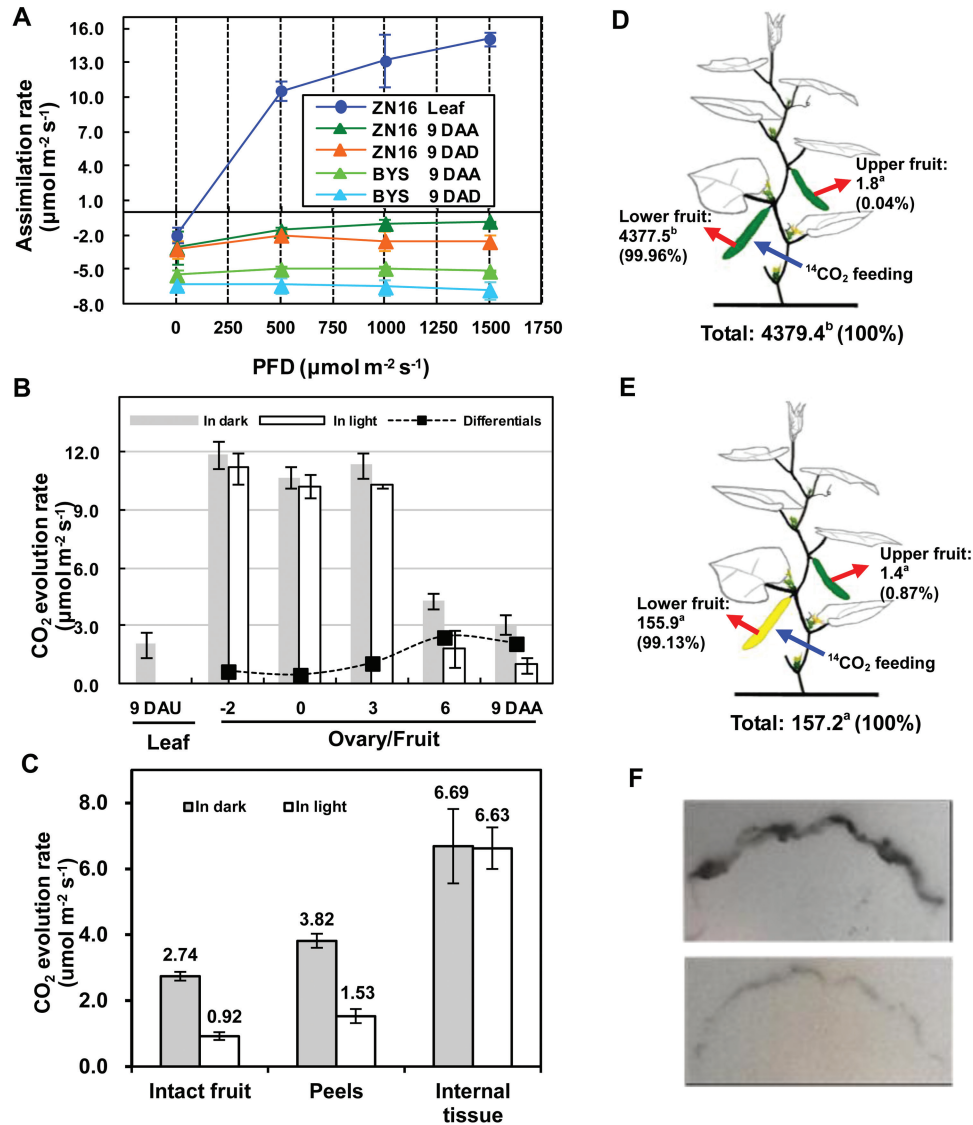 A
Assimilation rate
(µmol m⁻² s⁻¹)
16.0
13.0
10.0
7.0
4.0
1.0
-2.0
-5.0
-8.0
ZN16 Leaf
ZN16 9 DAA
ZN16 9 DAD
BYS 9 DAA
BYS 9 DAD
0 250 500 750 1000 1250 1500 1750
PFD (µmol m⁻² s⁻¹)
B
CO₂ evolution rate
(µmol m⁻² s⁻¹)
In dark In light Differentials
12.0
9.0
6.0
3.0
0.0
9 DAU -2 0 3 6 9 DAA
Leaf Ovary/Fruit
C
CO₂ evolution rate
(umol m⁻² s⁻¹)
In dark In light
8.0
6.0
4.0
2.0
0.0
2.74
0.92
3.82
1.53
6.69
6.63
Intact fruit Peels Internal
tissue
D
Upper fruit:
1.8ᵃ
(0.04%)
Lower fruit:
4377.5ᵇ
(99.96%)
¹⁴CO₂ feeding
Total: 4379.4ᵇ (100%)
E
Upper fruit:
1.4ᵃ
(0.87%)
Lower fruit:
155.9ᵃ
(99.13%)
¹⁴CO₂ feeding
Total: 157.2ᵃ (100%)
F